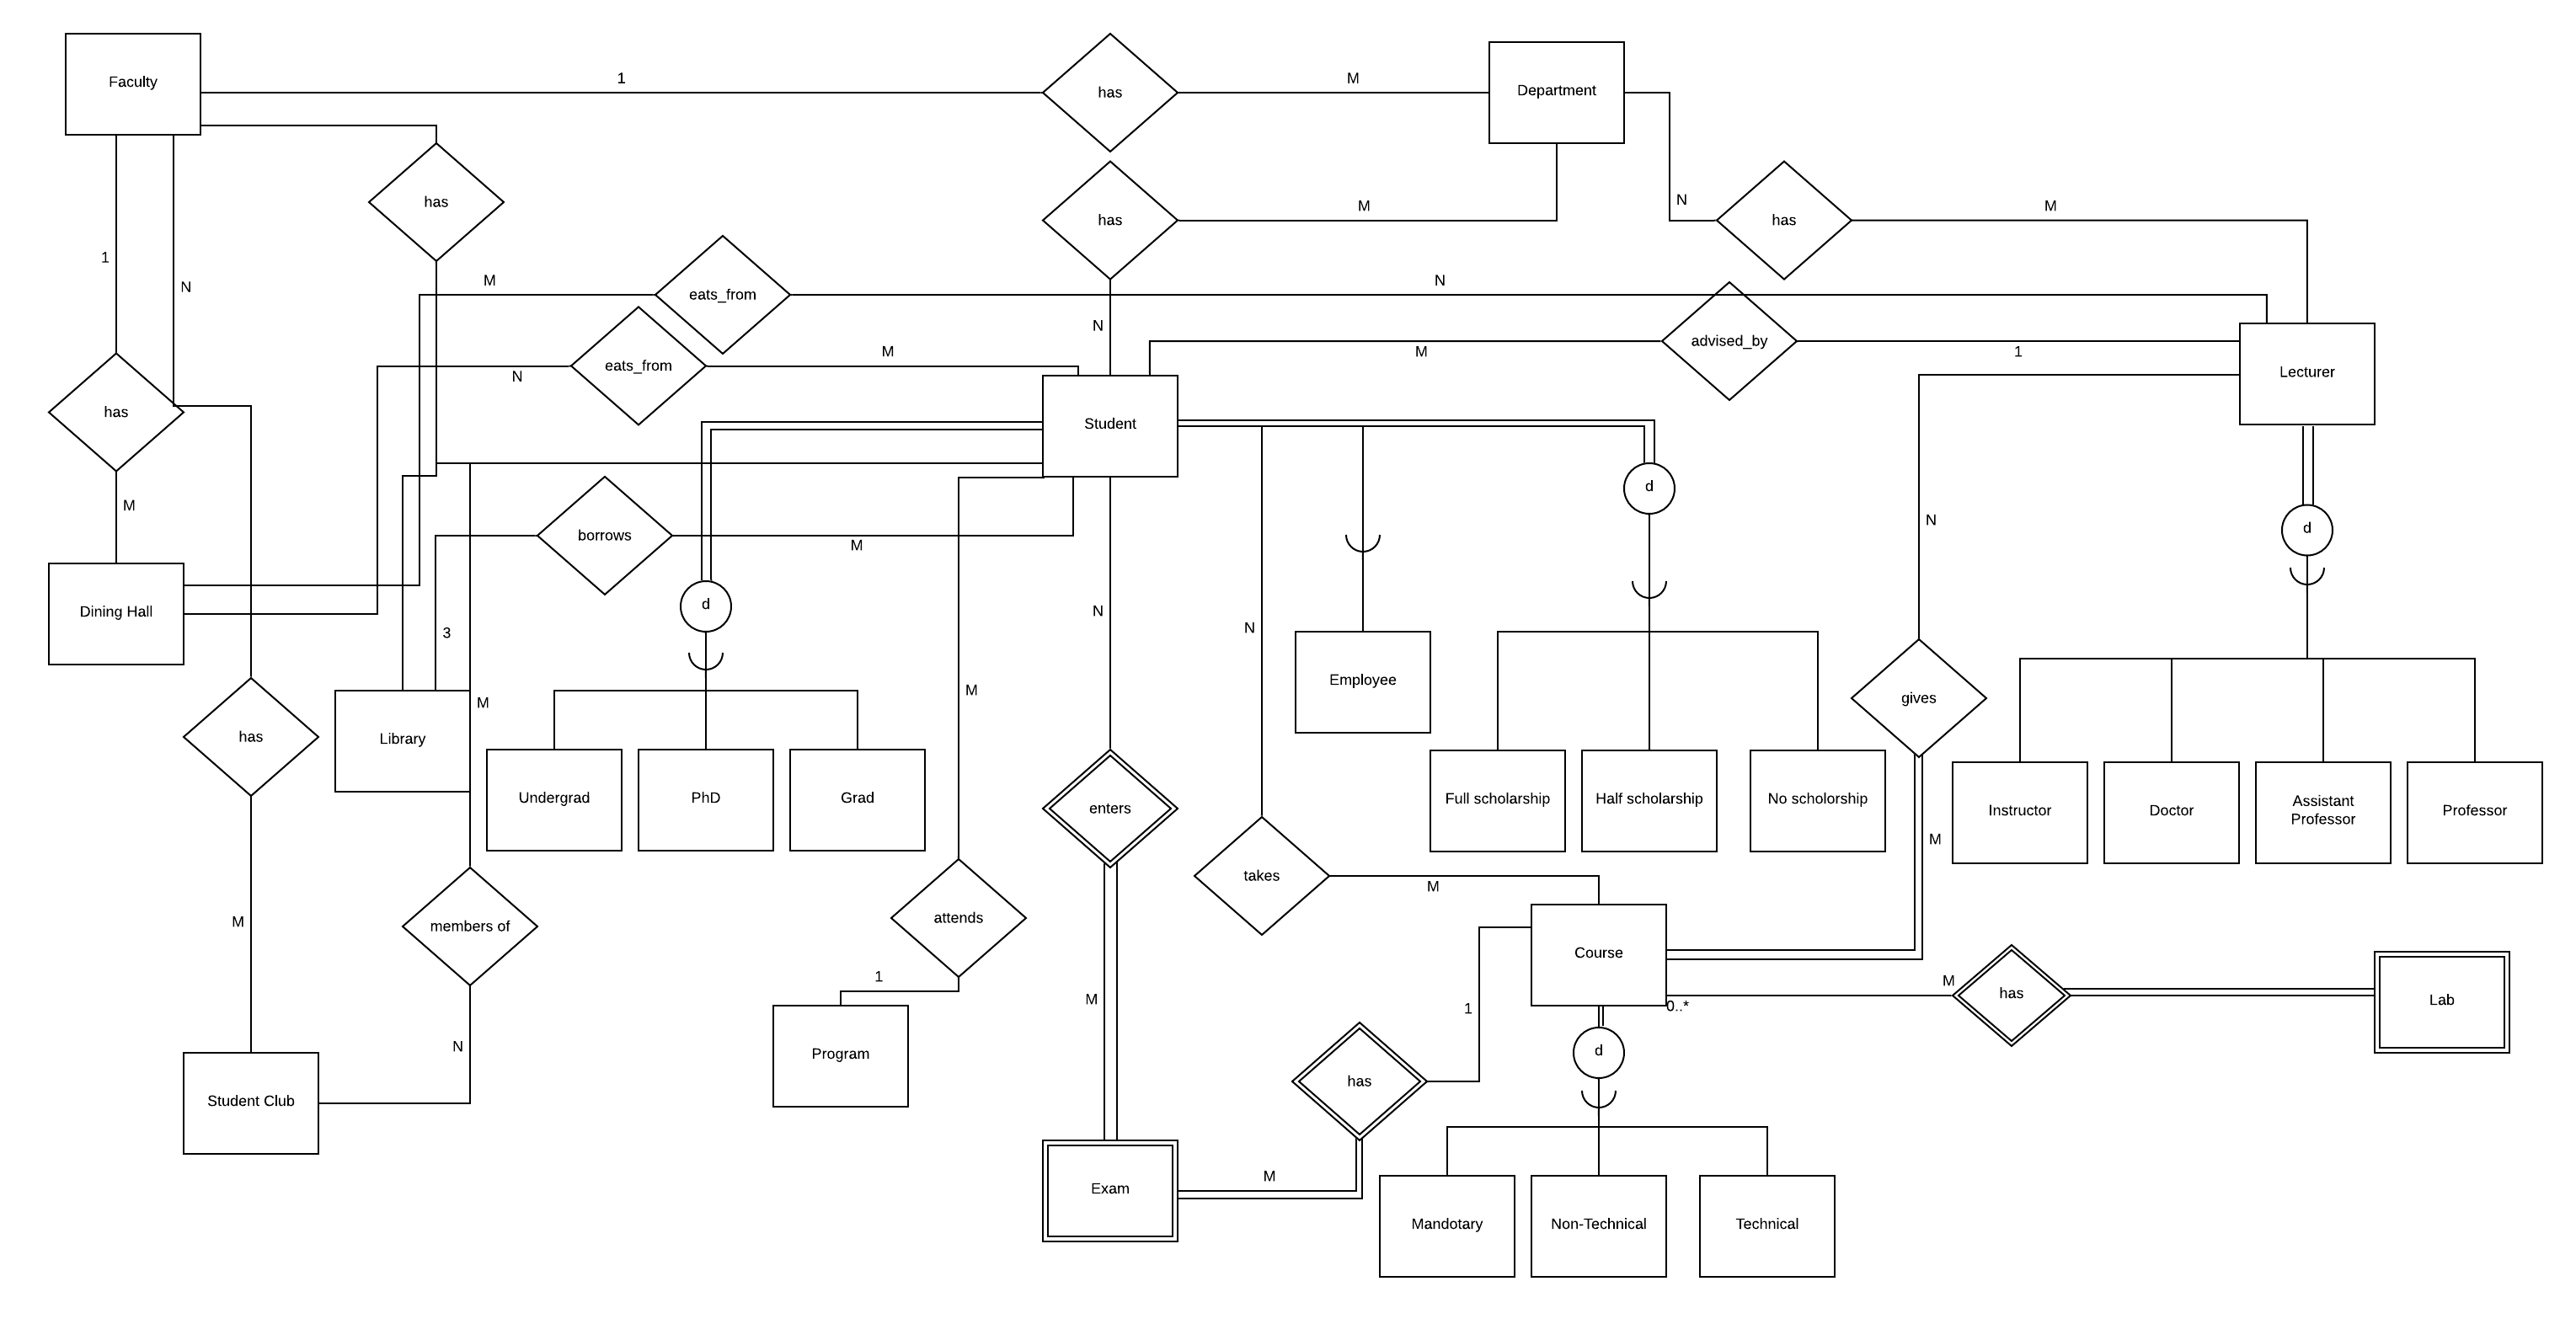 Faculty
1
has
M
Department
has
has
M
N
has
M
1
N
M
eats_from
N
N
eats_from
M
N
M
advised_by
1
Lecturer
has
Student
d
M
borrows
M
N
d
Dining Hall
d
3
N
N
M
M
Employee
gives
has
Library
Undergrad
PhD
Grad
enters
Full scholarship
Half scholarship
No scholorship
Instructor
Doctor
Assistant
Professor
Professor
M
takes
M
M
members of
attends
Course
1
M
M
1
0..*
has
Lab
N
Program
d
has
Student Club
M
Exam
Mandotary
Non-Technical
Technical